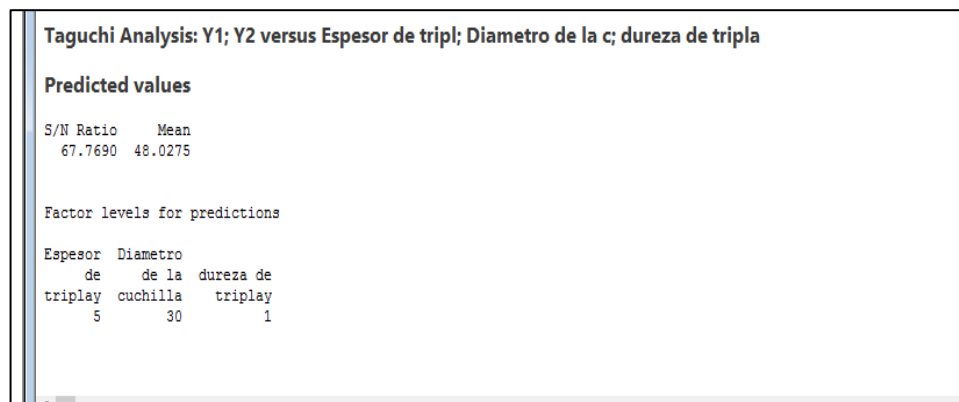 Taguchi Analysis: Y1; Y2 versus Espesor de tripl; Diametro de la c; dureza de tripla
Predicted values
S/N Ratio Mean
67.7690 48.0275
Factor levels for predictions
Espesor Diametro
de de la dureza de
triplay cuchilla triplay
5 30 1